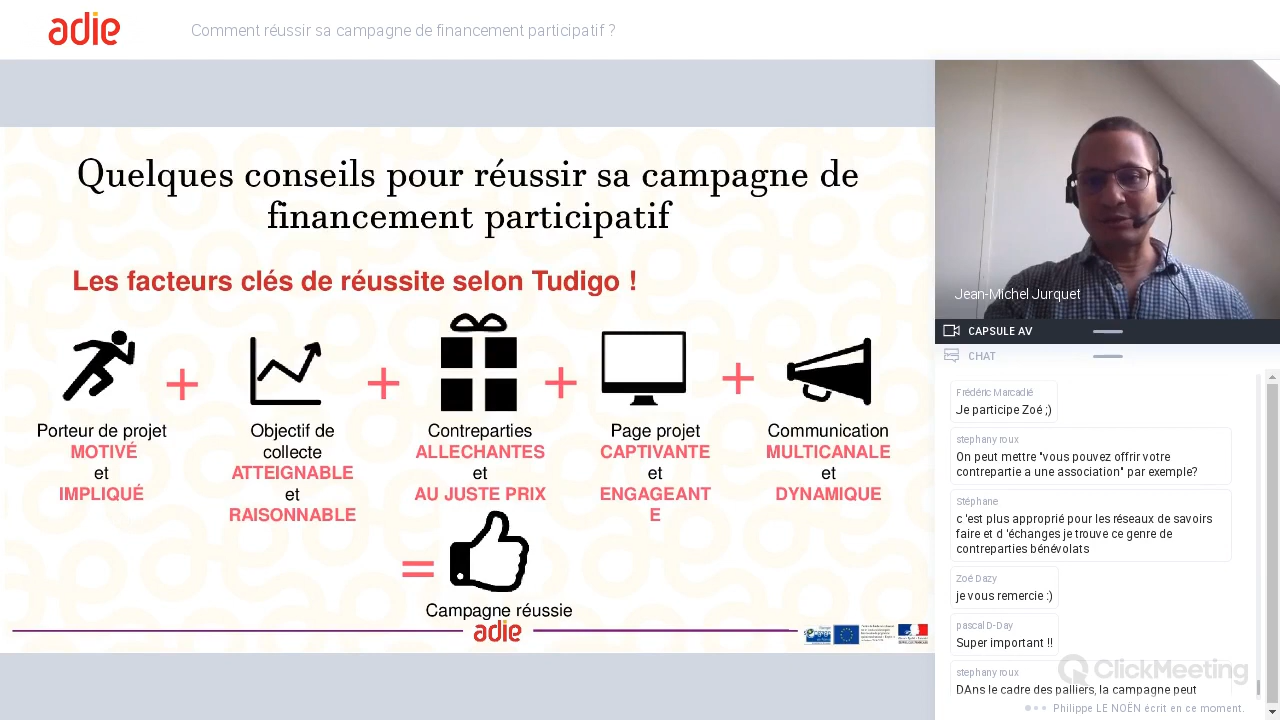 adie
Comment réussir sa campagne de financement participatif ?
Quelques conseils pour réussir sa campagne de
financement participatif
Les facteurs clés de réussite selon Tudigo !
Porteur de projet
MOTIVÉ
et
IMPLIQUÉ
Objectif de
collecte
ATTEIGNABLE
et
RAISONNABLE
Contreparties
ALLECHANTES
et
AU JUSTE PRIX
Page projet
CAPTIVANTE
et
ENGAGEANT
E
Communication
MULTICANALE
et
DYNAMIQUE
+
+
+
+
=
Campagne réussie
adie
Jean-Michel Jurquet
CAPSULE AV
CHAT
Frédéric Marcadié
Je participe Zoé ;)
stephany roux
On peut mettre "vous pouvez offrir votre
contrepartie a une association" par exemple?
Stéphane
c 'est plus approprié pour les réseaux de savoirs
faire et d 'échanges je trouve ce genre de
contreparties bénévolats
Zoé Dazy
je vous remercie :)
pascal D-Day
Super important !!
stephany roux
DAns le cadre des palliers, la campagne peut
ClickMeeting
Philippe LE NOËN écrit en ce moment.